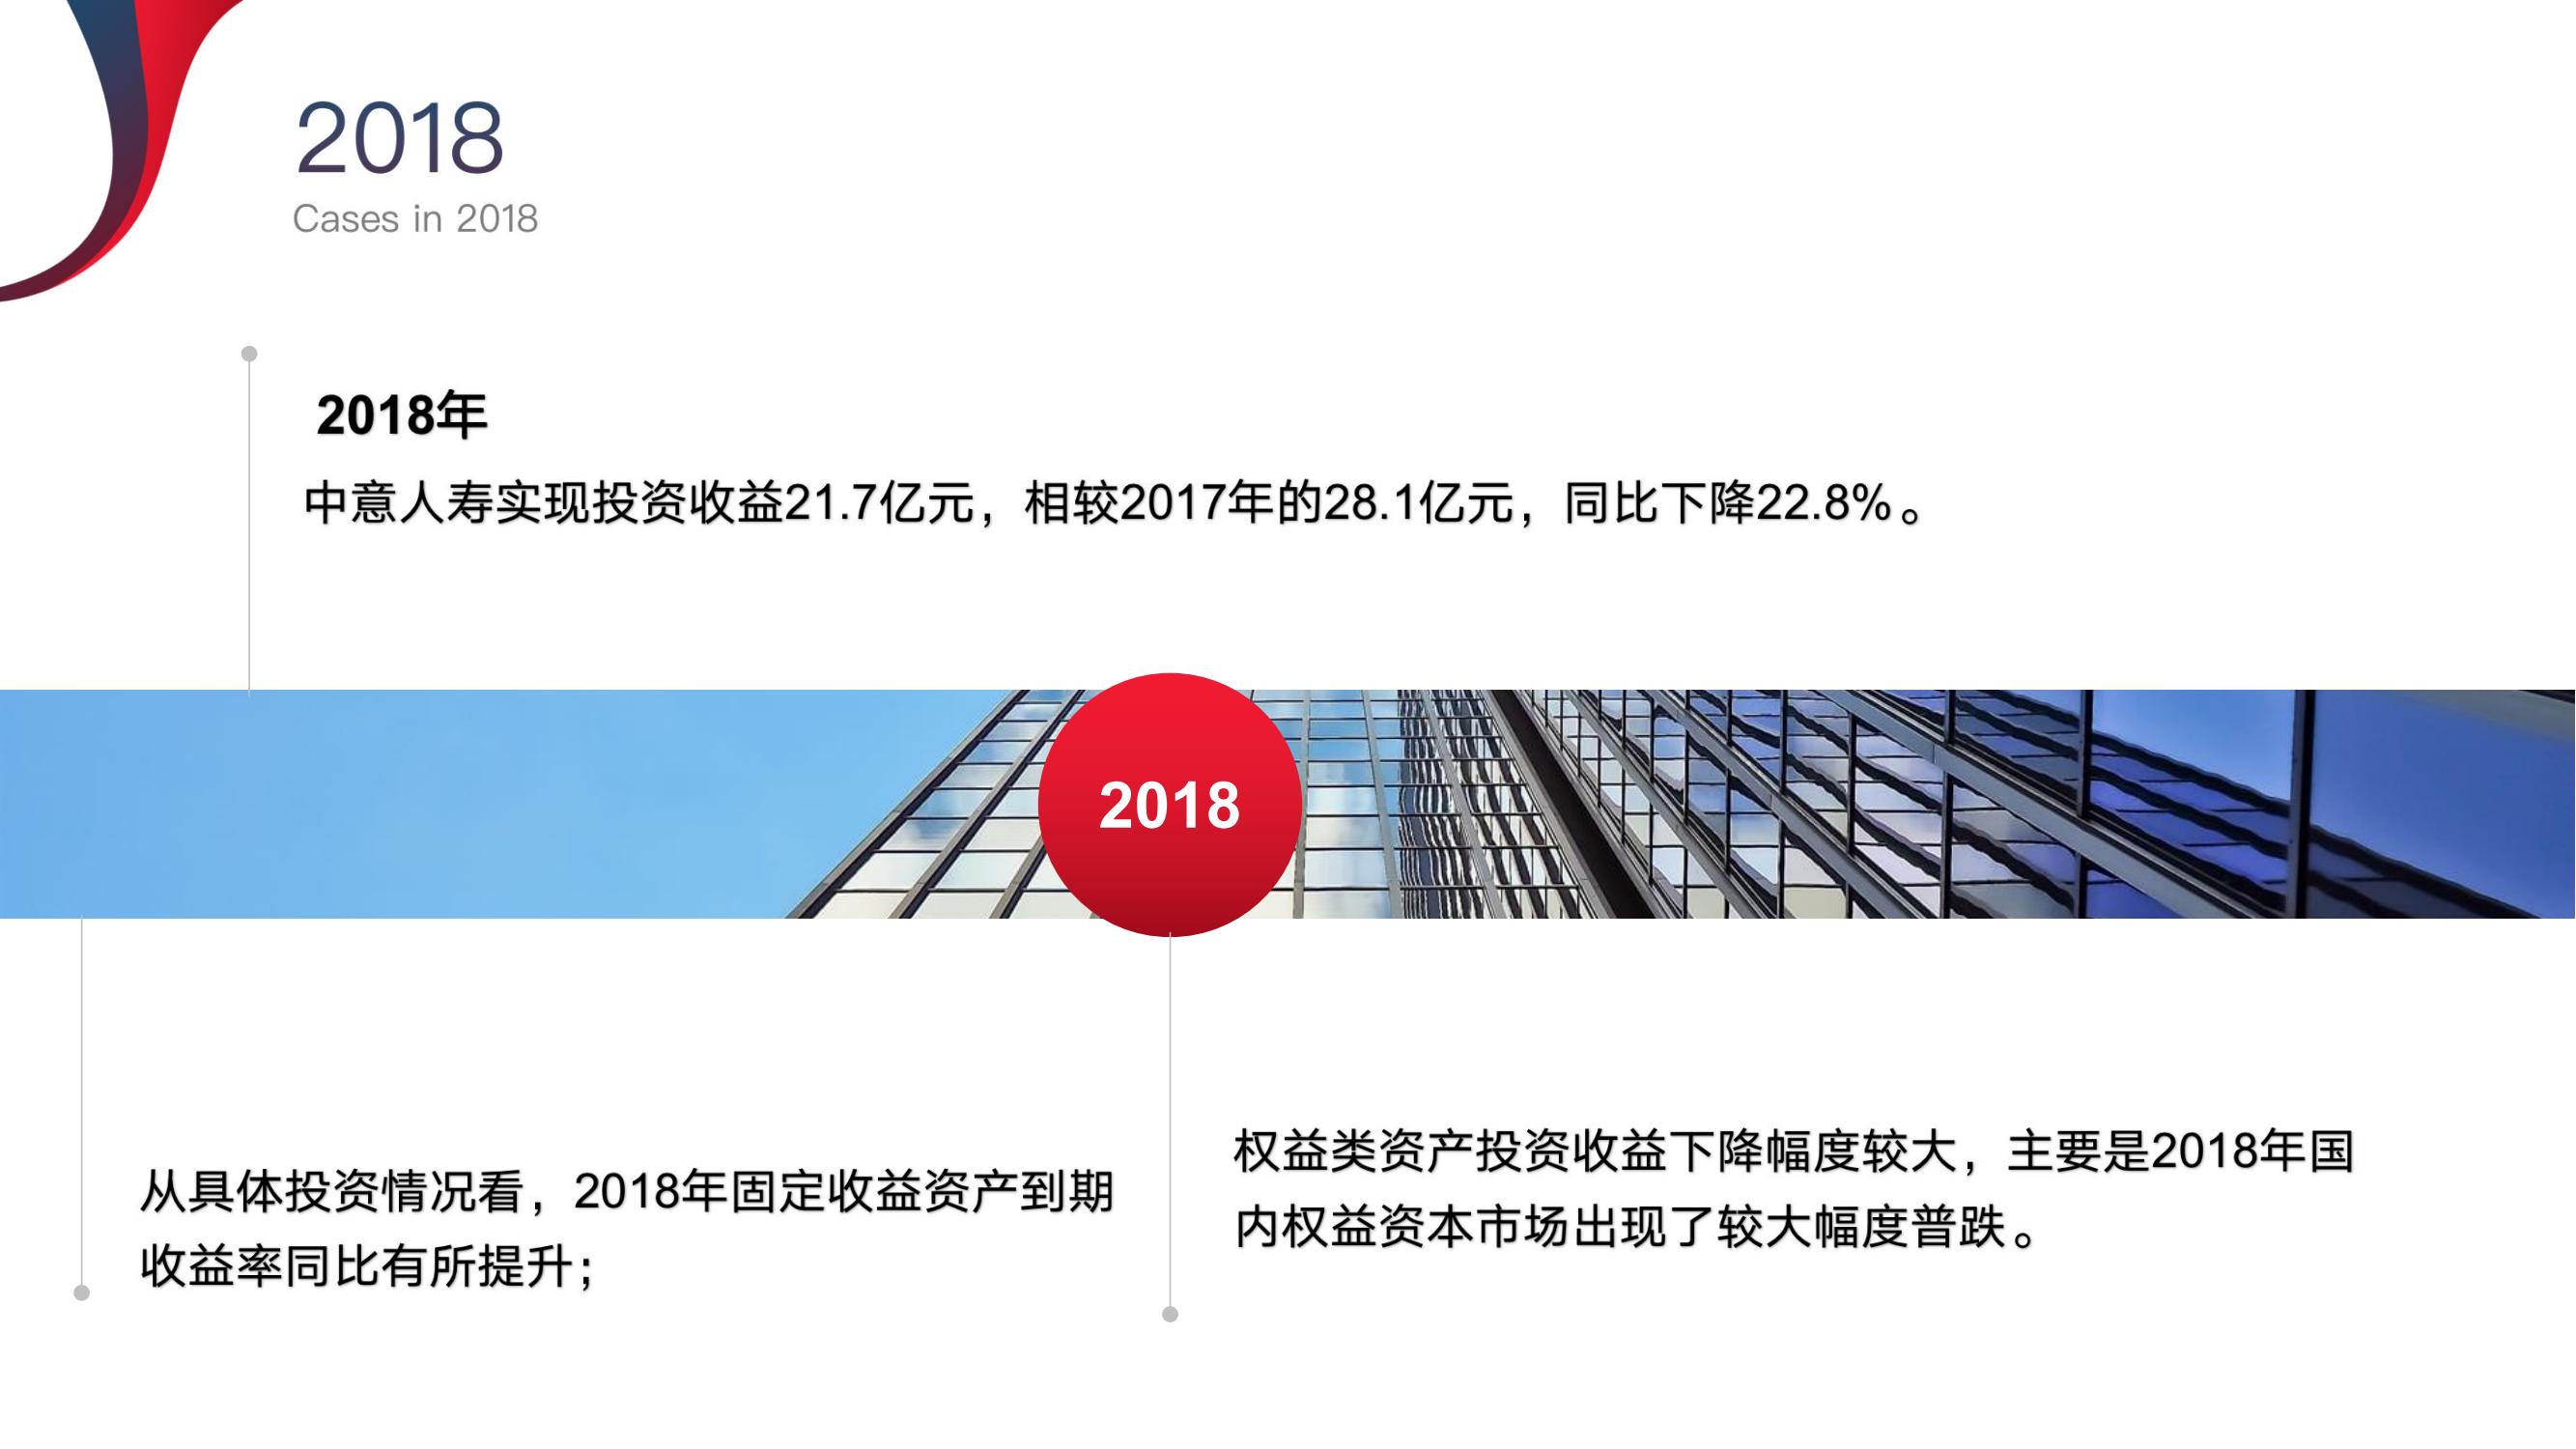 2018
Cases in 2018
2018年
中意人寿实现投资收益21.7亿元，相较2017年的28.1亿元，同比下降22.8%。
2018
从具体投资情况看，2018年固定收益资产到期
收益率同比有所提升；
权益类资产投资收益下降幅度较大，主要是2018年国
内权益资本市场出现了较大幅度普跌。